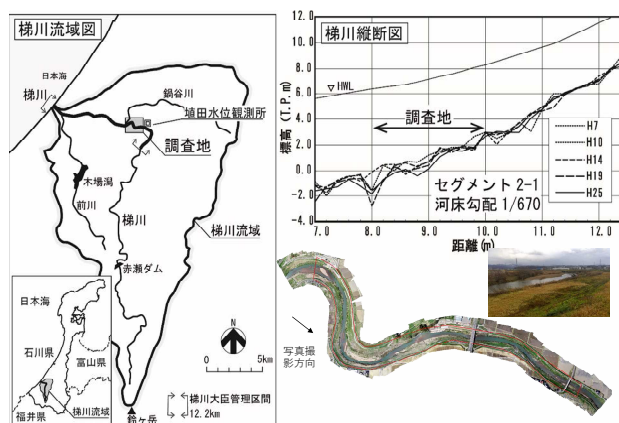 梯川流域図
日本海
梯川
鍋谷川
埴田水位観測所
調査地
木場潟
前川
梯川
梯川流域
赤瀬ダム
日本海
石川県
富山県
福井県
梯川流域
N
0
5km
鈴ヶ岳
梯川大臣管理区間
12.2km
梯川縦断図
標高(T.P.m)
12.0
10.0
8.0
6.0
4.0
2.0
0.0
-2.0
-4.0
▽ HWL
調査地
H7
H10
H14
H19
H25
セグメント 2-1
河床勾配 1/670
7.0
8.0
9.0
10.0
11.0
12.0
距離(m)
写真撮
影方向